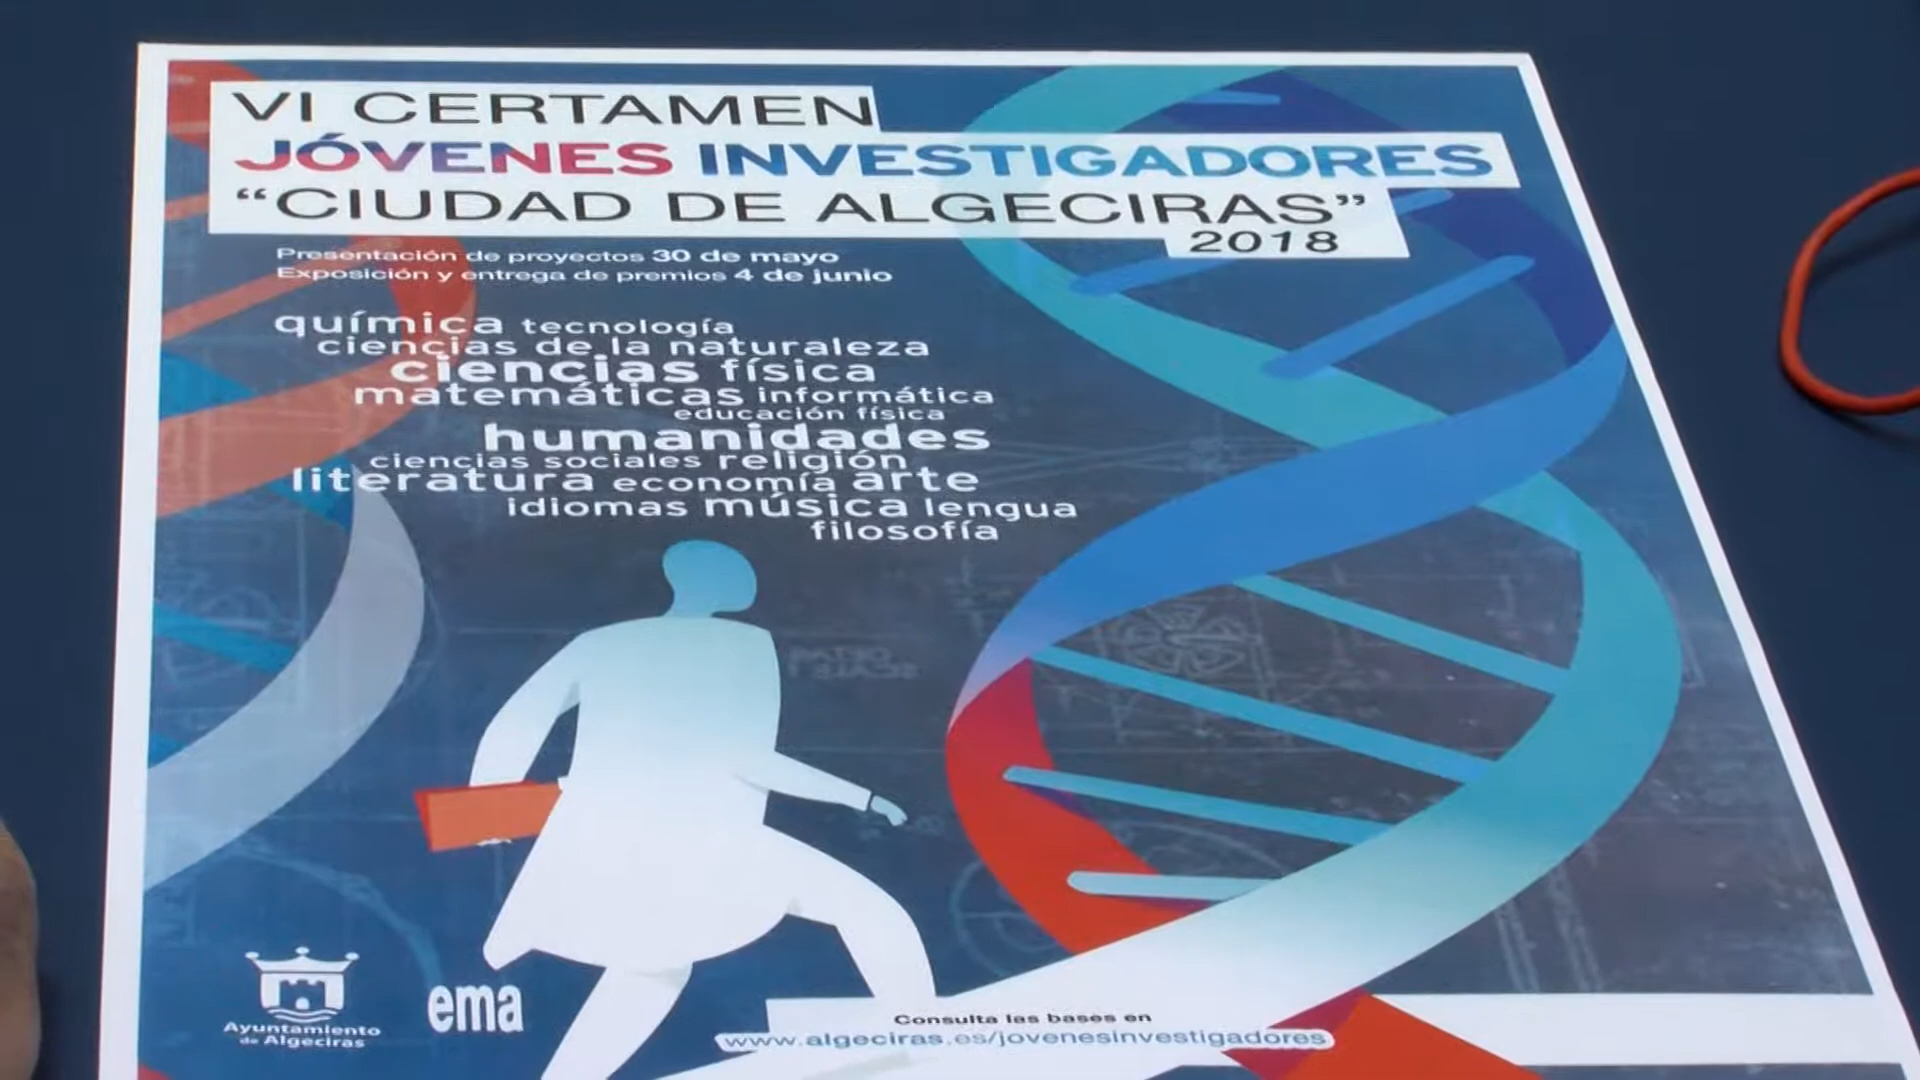 VI CERTAMEN
JÓVENES INVESTIGADORES
“CIUDAD DE ALGECIRAS”
2018
Presentación de proyectos 30 de mayo
Exposición y entrega de premios 4 de junio
química tecnología
ciencias de la naturaleza
ciencias física
matemáticas informática
educación física
humanidades
ciencias sociales religión
literatura economía arte
idiomas música lengua
filosofía
Ayuntamiento
de Algeciras
ema
Consulta las bases en
www.algeciras.es/jovenesinvestigadores